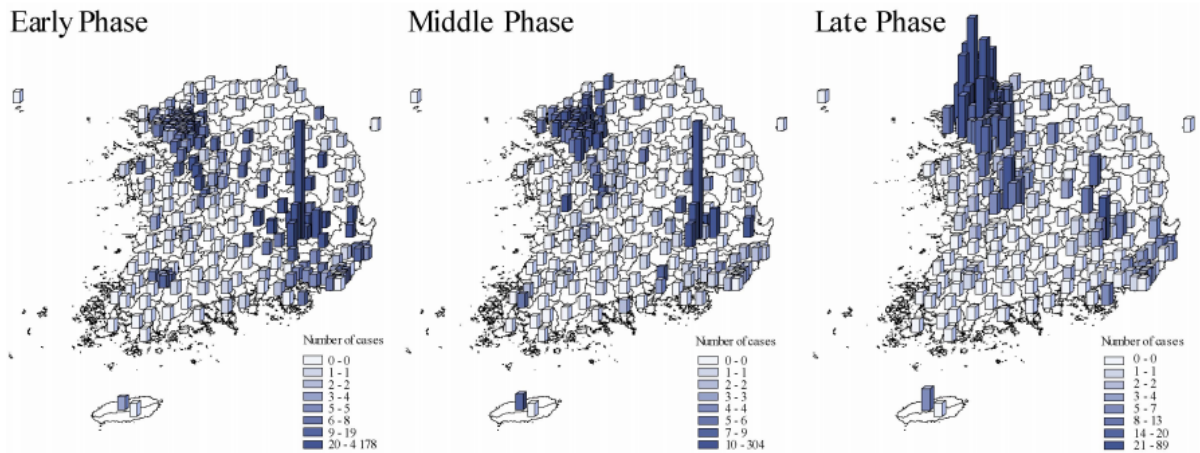 Early Phase
Number of cases
0 - 0
1 - 1
2 - 2
3 - 4
5 - 5
6 - 8
9 - 19
20 - 4 178
Middle Phase
Number of cases
0 - 0
1 - 1
2 - 2
3 - 3
4 - 4
5 - 6
7 - 9
10 - 304
Late Phase
Number of cases
0 - 0
1 - 1
2 - 2
3 - 4
5 - 7
8 - 13
14 - 20
21 - 89